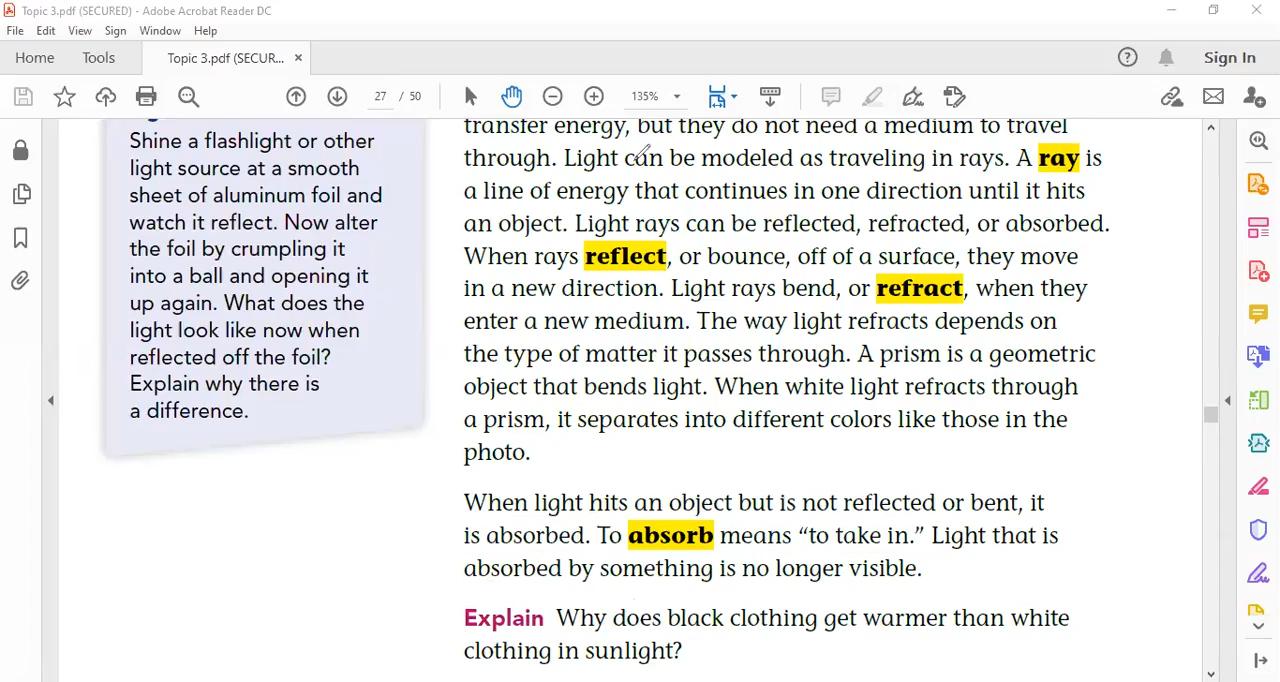 Topic 3.pdf (SECURED) - Adobe Acrobat Reader DC
File Edit View Sign Window Help
Home Tools Topic 3.pdf (SECUR... × Sign In
27 / 50 135%
Shine a flashlight or other
light source at a smooth
sheet of aluminum foil and
watch it reflect. Now alter
the foil by crumpling it
into a ball and opening it
up again. What does the
light look like now when
reflected off the foil?
Explain why there is
a difference.
transfer energy, but they do not need a medium to travel
through. Light can be modeled as traveling in rays. A ray is
a line of energy that continues in one direction until it hits
an object. Light rays can be reflected, refracted, or absorbed.
When rays reflect, or bounce, off of a surface, they move
in a new direction. Light rays bend, or refract, when they
enter a new medium. The way light refracts depends on
the type of matter it passes through. A prism is a geometric
object that bends light. When white light refracts through
a prism, it separates into different colors like those in the
photo.
When light hits an object but is not reflected or bent, it
is absorbed. To absorb means “to take in.” Light that is
absorbed by something is no longer visible.
Explain Why does black clothing get warmer than white
clothing in sunlight?